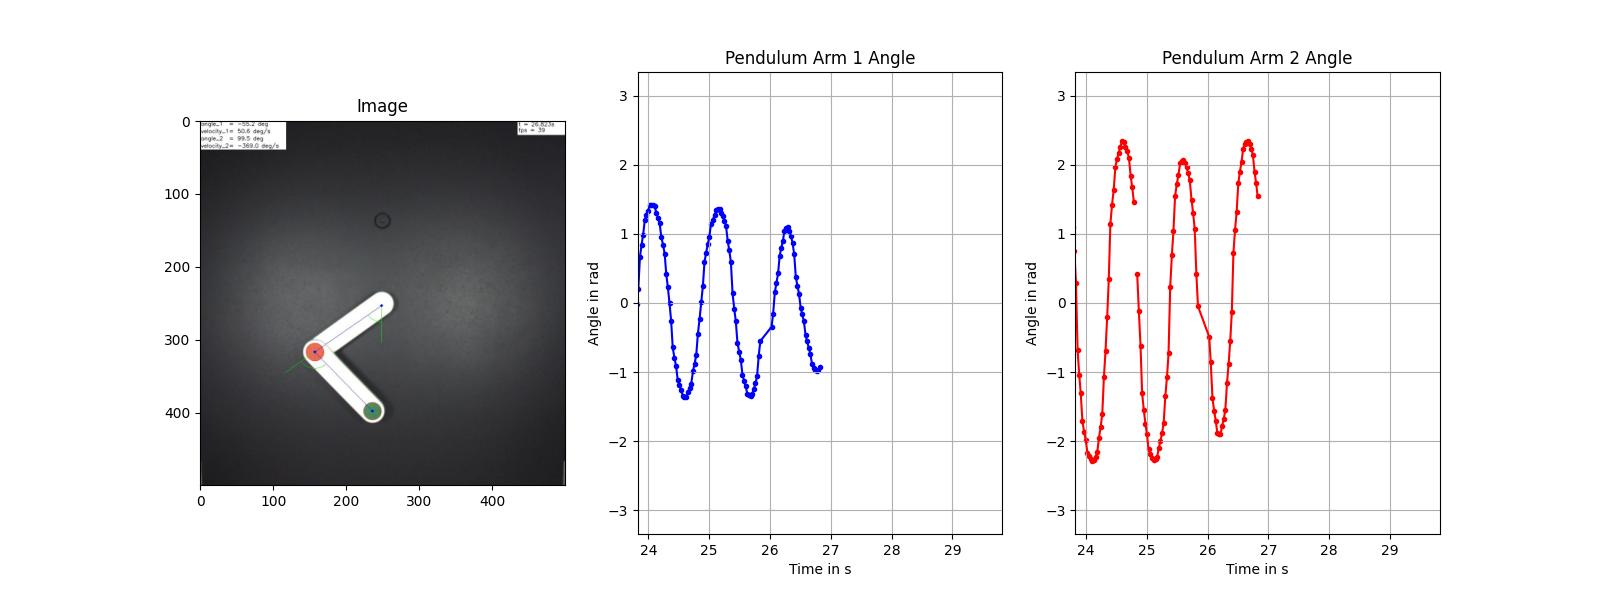 Image
angle_1 = -55.2 deg
velocity_1= 50.6 deg/s
angle_2 = 99.5 deg
velocity_2= -369.0 deg/s
t = 26.823s
fps = 39
0
100
200
300
400
0 100 200 300 400
Pendulum Arm 1 Angle
Angle in rad
3
2
1
0
−1
−2
−3
24 25 26 27 28 29
Time in s
Pendulum Arm 2 Angle
Angle in rad
3
2
1
0
−1
−2
−3
24 25 26 27 28 29
Time in s